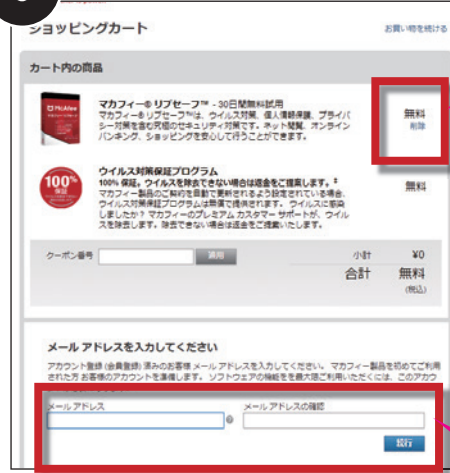 ショッピングカート
お買い物を続ける
カート内の商品
McAfee
マカフィー® リブセーフ™ - 30日間無料試用
マカフィー® リブセーフ™は、ウイルス対策、個人情報保護、プライバ
シー対策を含む究極のセキュリティ対策です。ネット閲覧、オンライン
バンキング、ショッピングを安心して行うことができます。
無料
削除
100%
保証
ウイルス対策保証プログラム
100% 保証。ウイルスを除去できない場合は返金をご提案します。‡
マカフィー製品のご契約を自動で更新されるよう設定されている場合、
ウイルス対策保証プログラムは無償で提供されます。 ウイルスに感染
しましたか? マカフィーのプレミアム カスタマー サポートが、ウイル
スを除去します。除去できない場合は返金をご提案いたします。
無料
クーポン番号
適用
小計 ¥0
合計 無料
(税込)
メール アドレスを入力してください
アカウント登録 (会員登録) 済みのお客様 メール アドレスを入力してください。 マカフィー製品を初めてご利用
された方 お客様のアカウントを準備します。 ソフトウェアの機能をを最大限ご利用いただくには、このアカウ
メール アドレス
メール アドレスの確認
続行